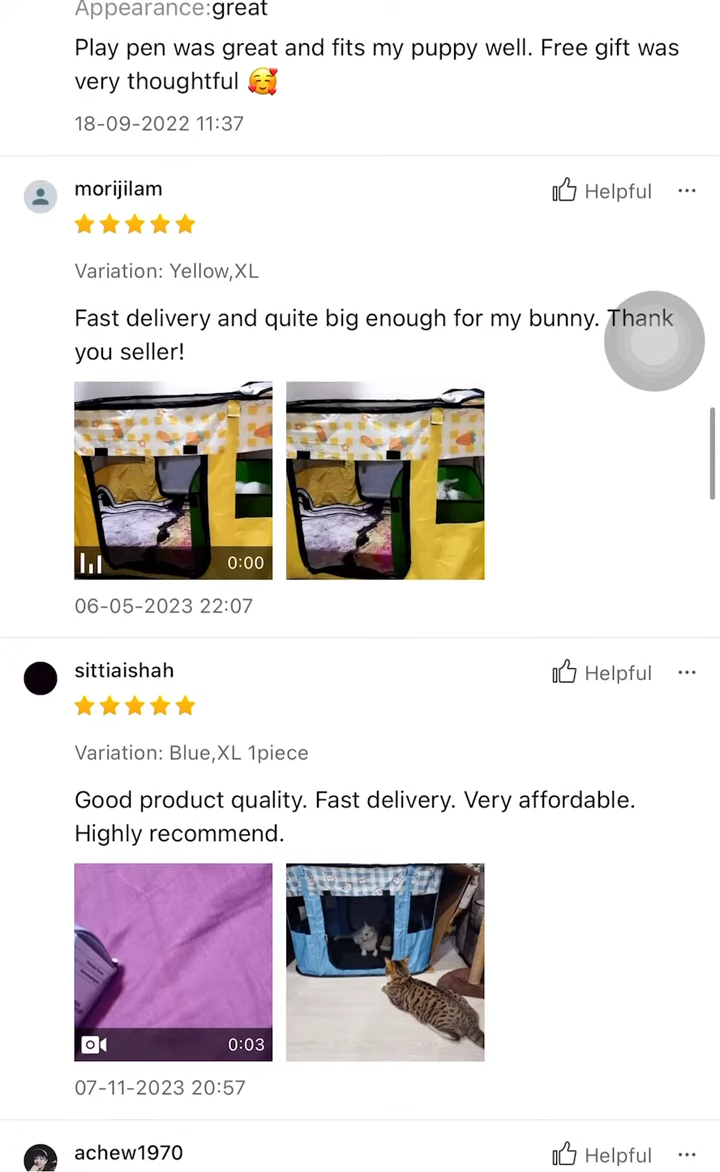 Appearance:great
Play pen was great and fits my puppy well. Free gift was
very thoughtful 🥰
18-09-2022 11:37
morijilam
Helpful
Variation: Yellow,XL
Fast delivery and quite big enough for my bunny. Thank
you seller!
0:00
06-05-2023 22:07
sittiaishah
Helpful
Variation: Blue,XL 1piece
Good product quality. Fast delivery. Very affordable.
Highly recommend.
0:03
07-11-2023 20:57
achew1970
Helpful